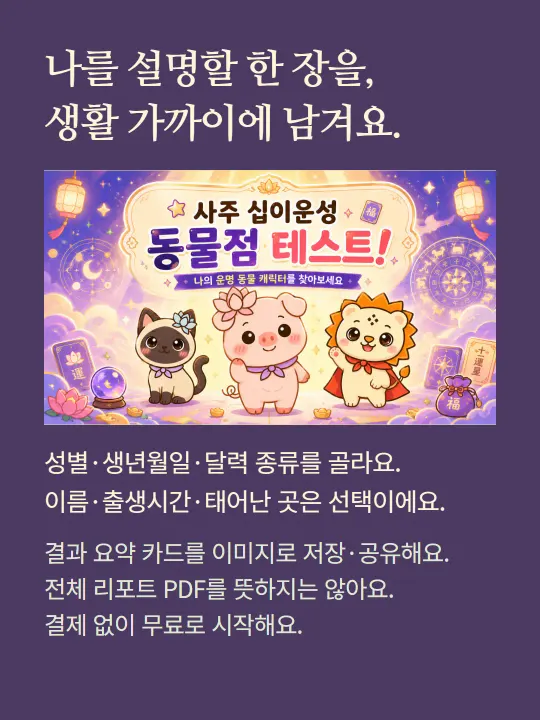 나를 설명할 한 장을,
생활 가까이에 남겨요.
福
사주 십이운성
동물점 테스트!
나의 운명 동물 캐릭터를 찾아보세요
運
十二運星
福
성별·생년월일·달력 종류를 골라요.
이름·출생시간·태어난 곳은 선택이에요.
결과 요약 카드를 이미지로 저장·공유해요.
전체 리포트 PDF를 뜻하지는 않아요.
결제 없이 무료로 시작해요.